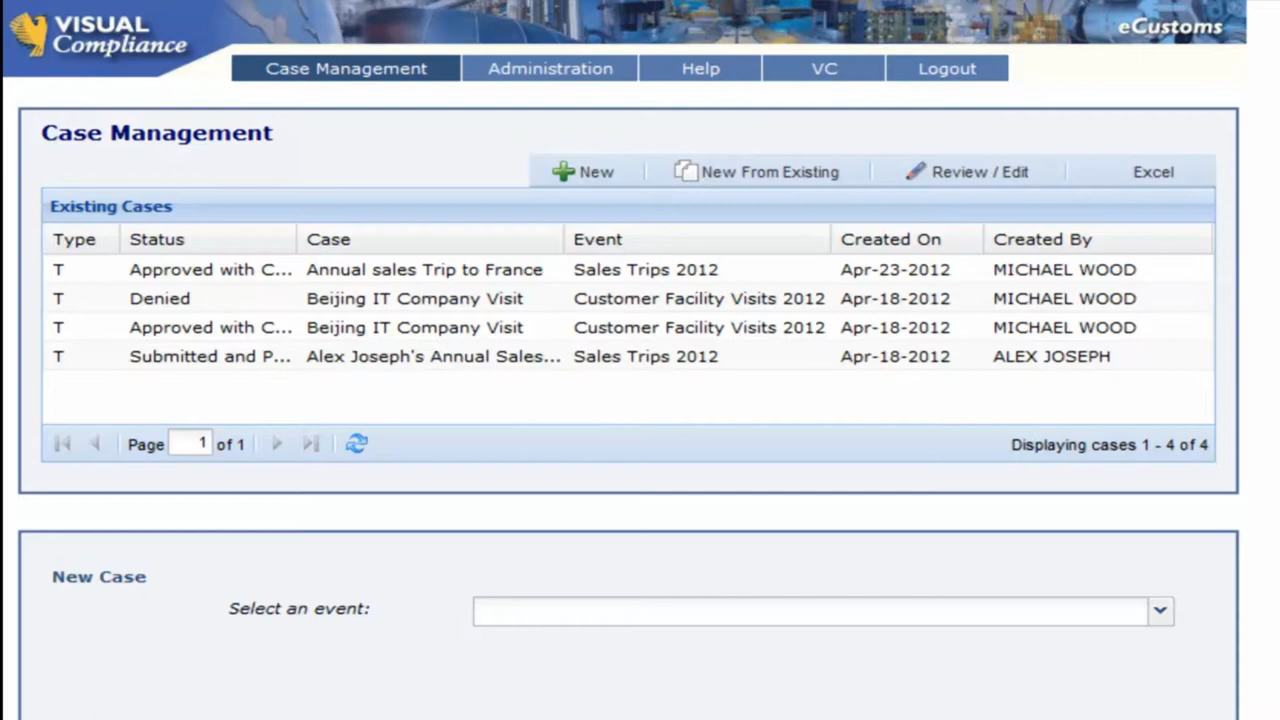 VISUAL
Compliance
eCustoms
Case Management Administration Help VC Logout
Case Management
New New From Existing Review / Edit Excel
Existing Cases
Type Status Case Event Created On Created By
T Approved with C... Annual sales Trip to France Sales Trips 2012 Apr-23-2012 MICHAEL WOOD
T Denied Beijing IT Company Visit Customer Facility Visits 2012 Apr-18-2012 MICHAEL WOOD
T Approved with C... Beijing IT Company Visit Customer Facility Visits 2012 Apr-18-2012 MICHAEL WOOD
T Submitted and P... Alex Joseph's Annual Sales... Sales Trips 2012 Apr-18-2012 ALEX JOSEPH
Page 1 of 1 Displaying cases 1 - 4 of 4
New Case
Select an event: